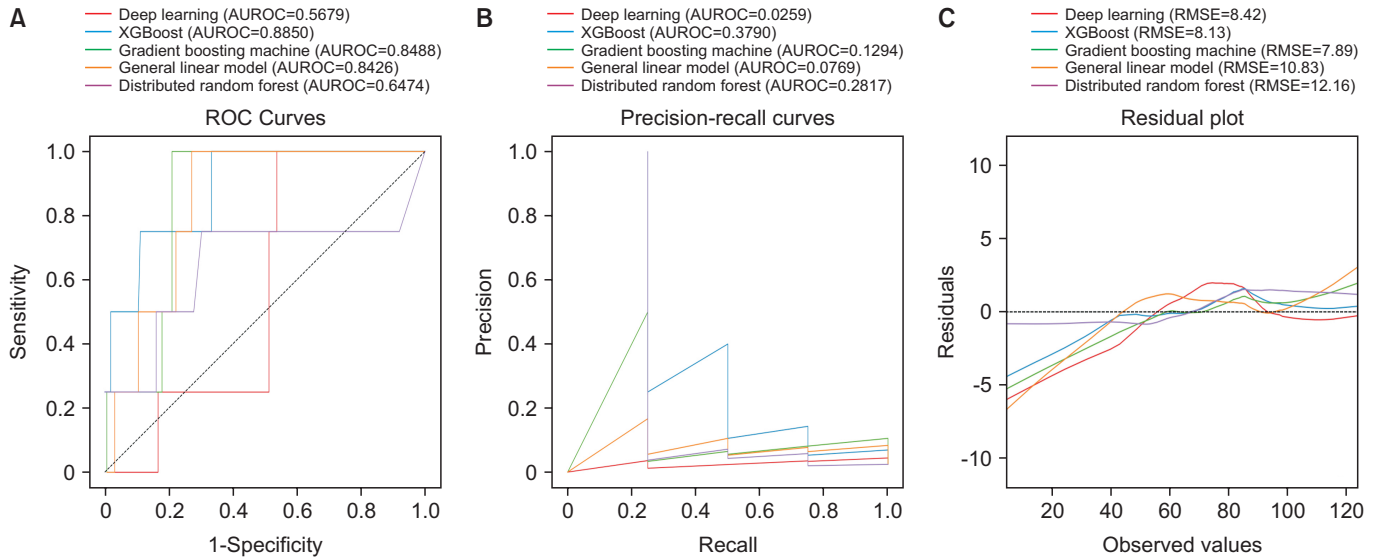 A
Deep learning (AUROC=0.5679)
XGBoost (AUROC=0.8850)
Gradient boosting machine (AUROC=0.8488)
General linear model (AUROC=0.8426)
Distributed random forest (AUROC=0.6474)
ROC Curves
1.0
0.8
0.6
0.4
0.2
0
Sensitivity
0 0.2 0.4 0.6 0.8 1.0
1-Specificity
B
Deep learning (AUROC=0.0259)
XGBoost (AUROC=0.3790)
Gradient boosting machine (AUROC=0.1294)
General linear model (AUROC=0.0769)
Distributed random forest (AUROC=0.2817)
Precision-recall curves
1.0
0.8
0.6
0.4
0.2
0
Precision
0 0.2 0.4 0.6 0.8 1.0
Recall
C
Deep learning (RMSE=8.42)
XGBoost (RMSE=8.13)
Gradient boosting machine (RMSE=7.89)
General linear model (RMSE=10.83)
Distributed random forest (RMSE=12.16)
Residual plot
10
5
0
-5
-10
Residuals
20 40 60 80 100 120
Observed values